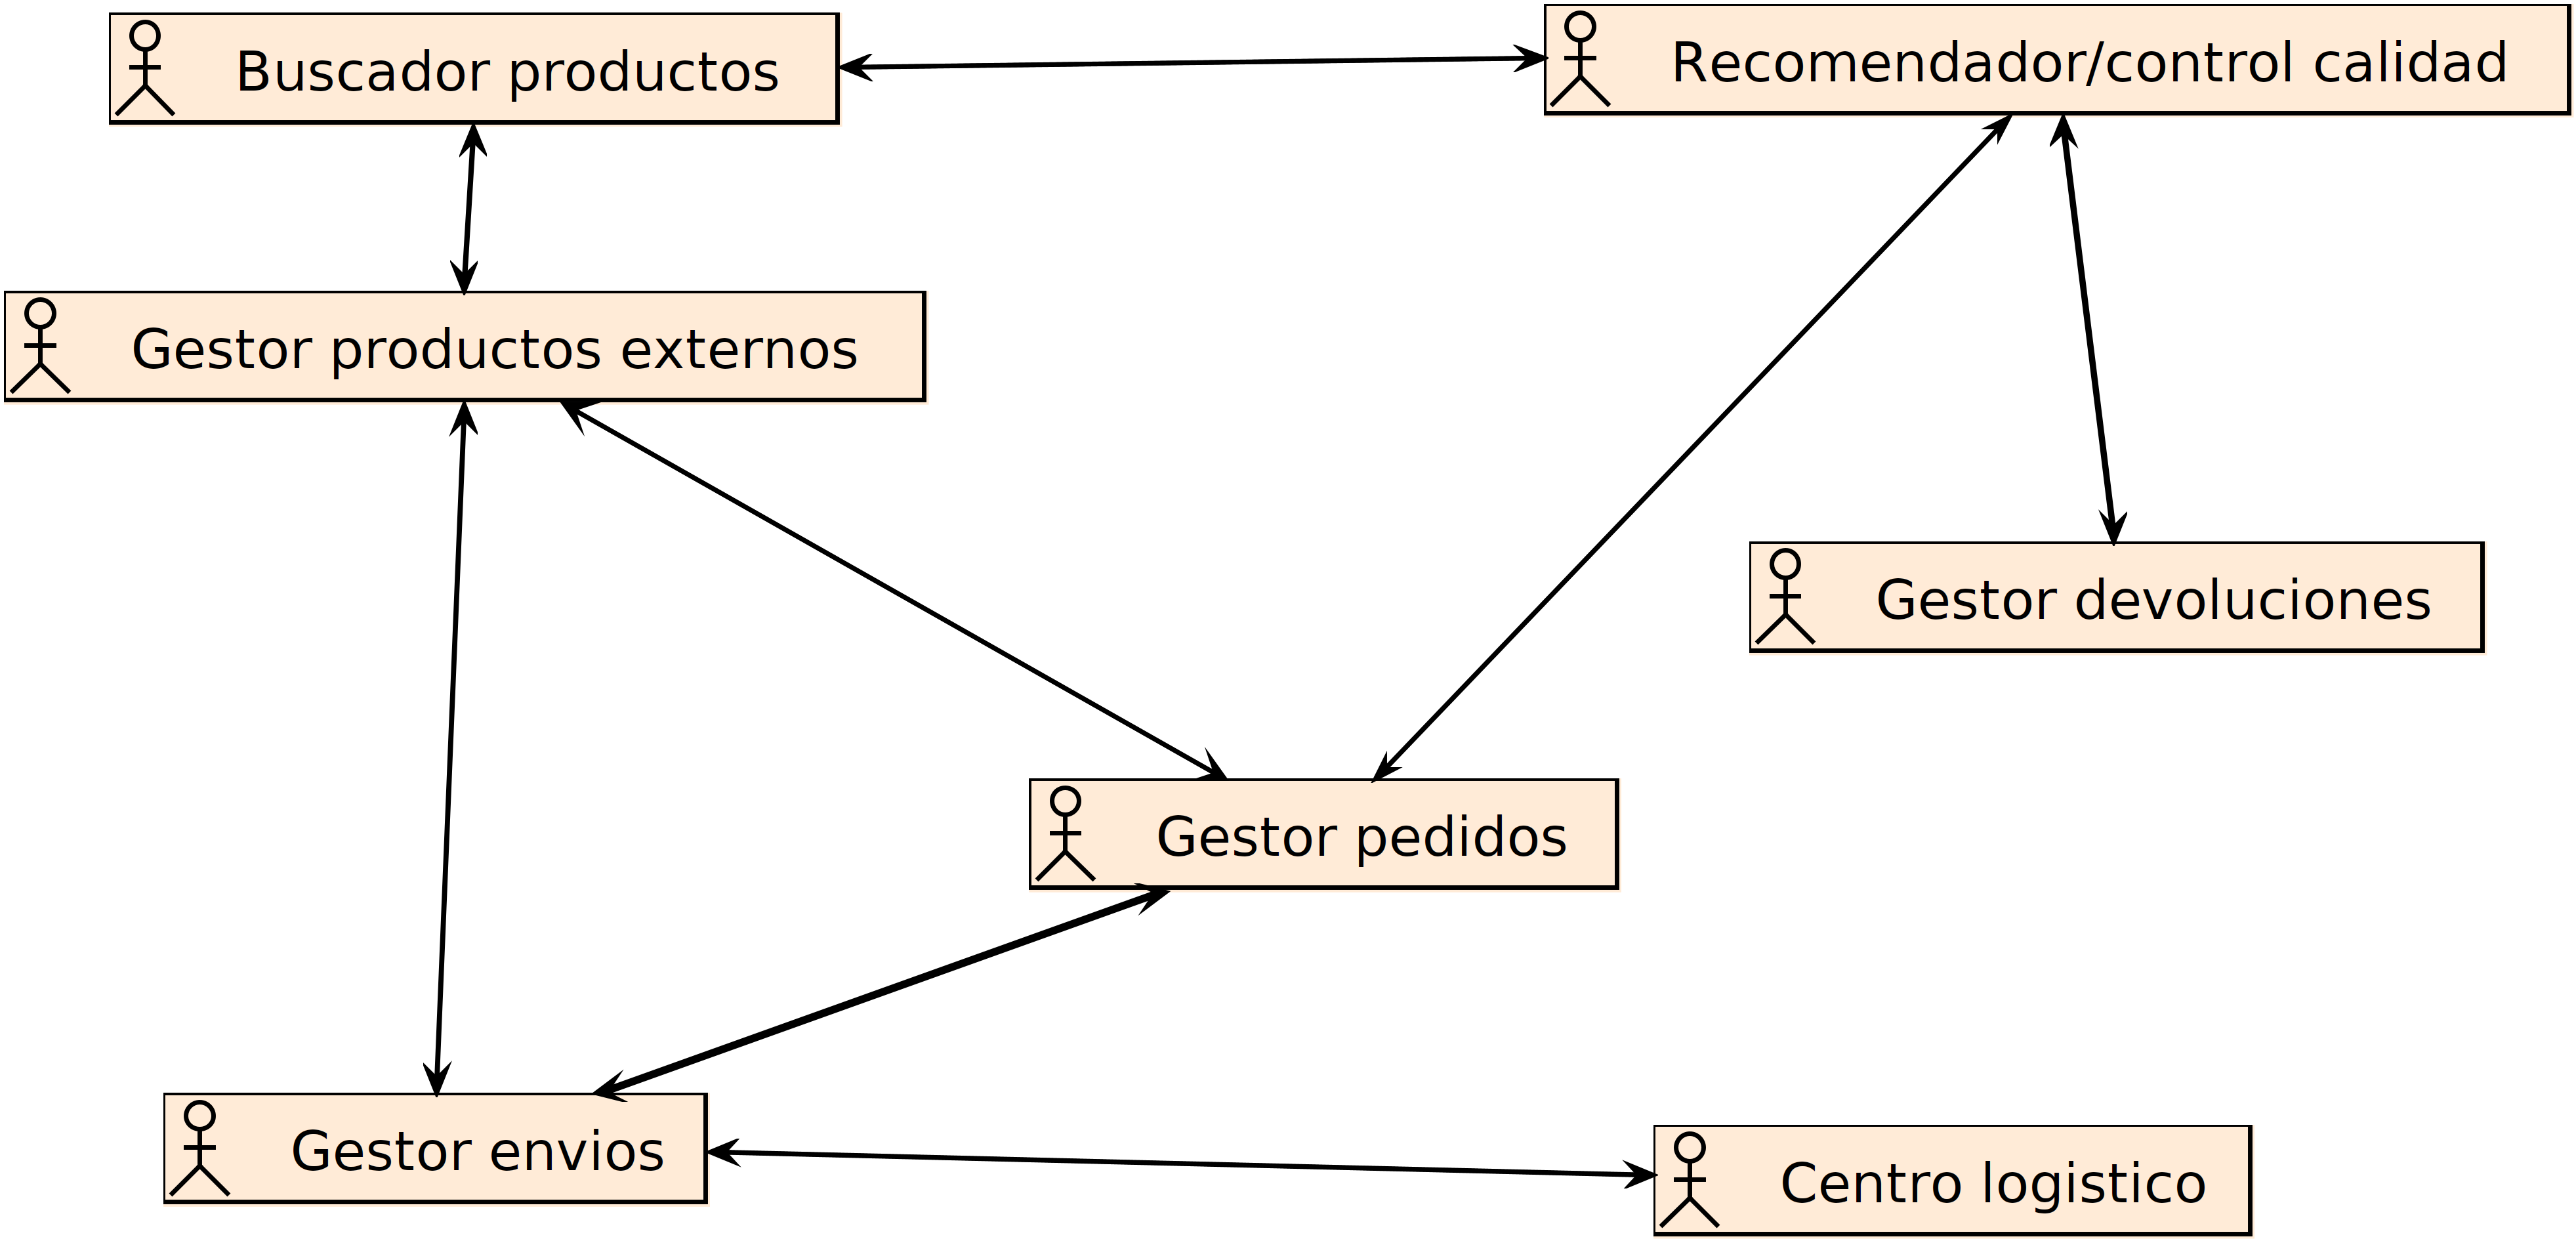 Buscador productos
Recomendador/control calidad
Gestor productos externos
Gestor devoluciones
Gestor pedidos
Gestor envios
Centro logistico